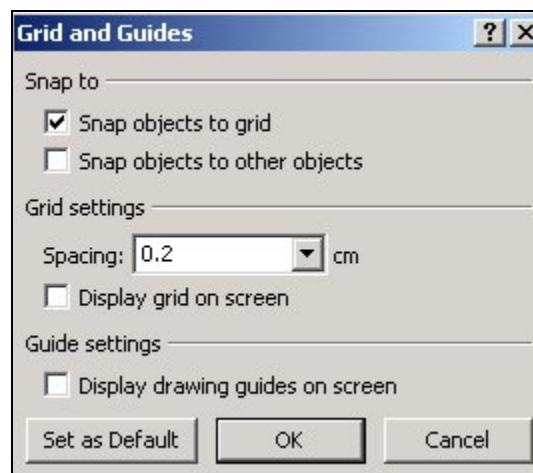 Grid and Guides
Snap to
Snap objects to grid
Snap objects to other objects
Grid settings
Spacing: 0.2 cm
Display grid on screen
Guide settings
Display drawing guides on screen
Set as Default OK Cancel